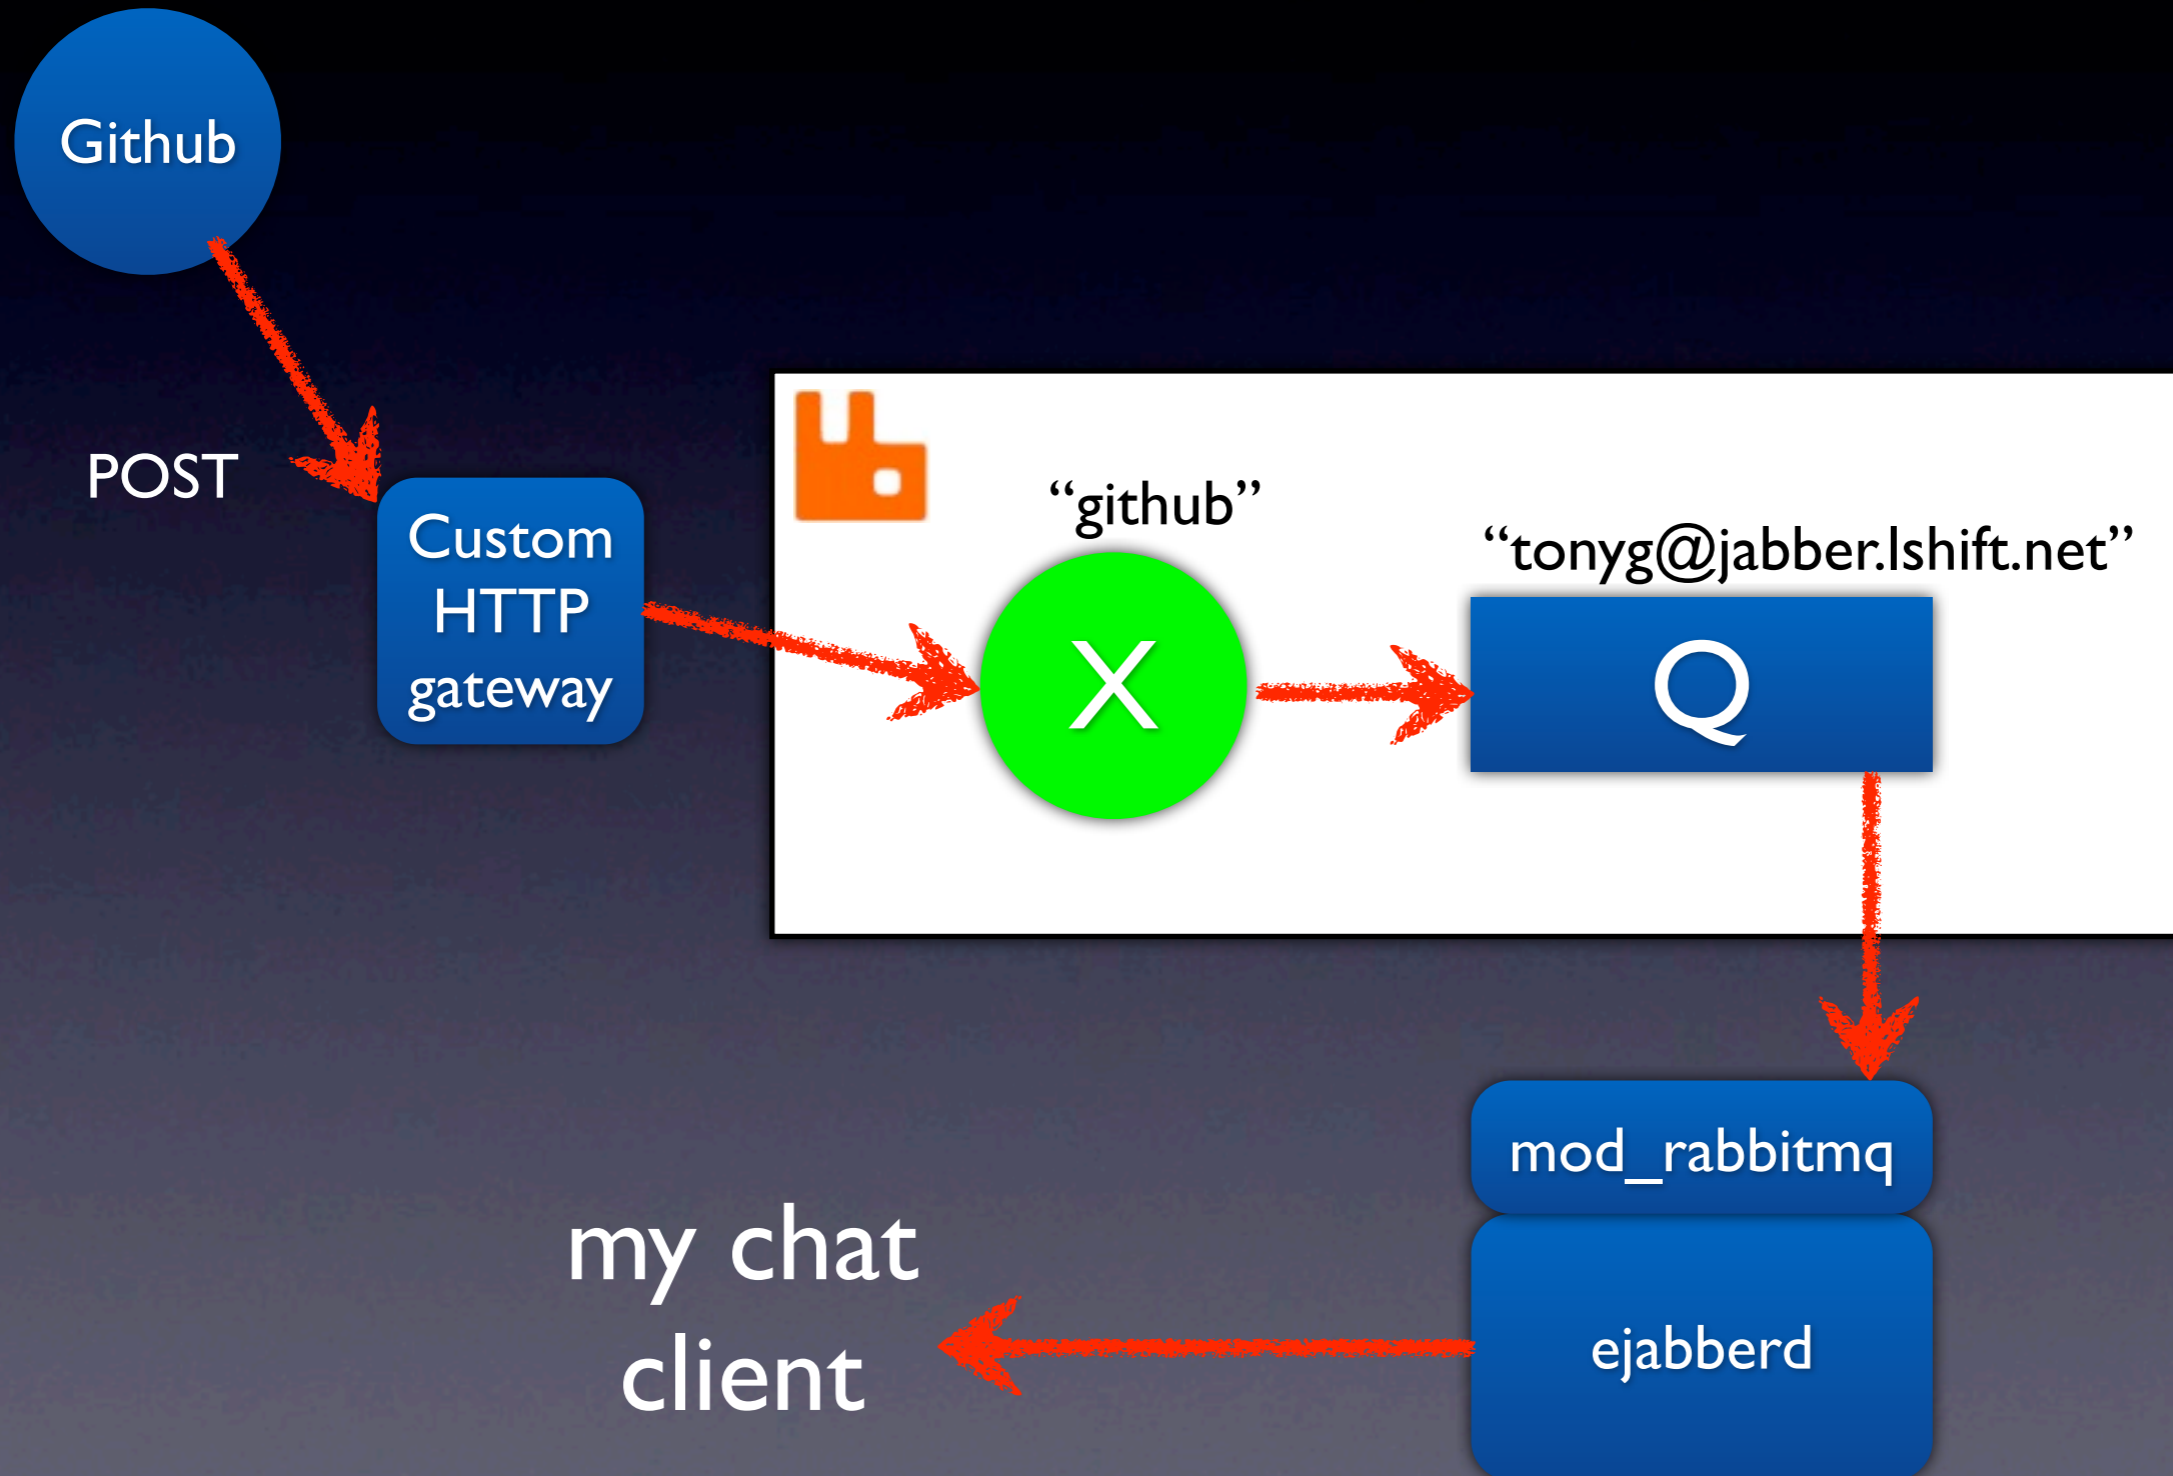 Github
POST
Custom
HTTP
gateway
“github”
X
“tonyg@jabber.lshift.net”
Q
mod_rabbitmq
ejabberd
my chat
client